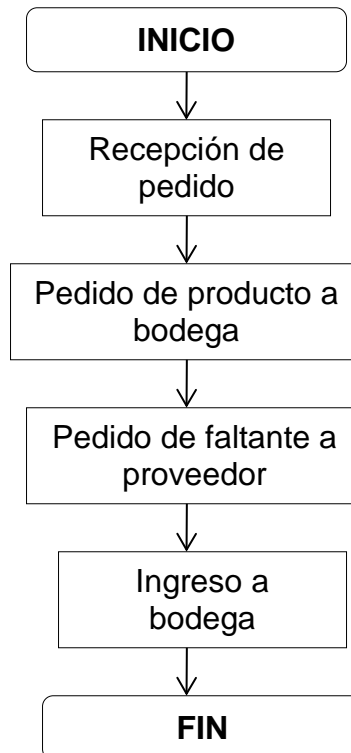 INICIO
Recepción de
pedido
Pedido de producto a
bodega
Pedido de faltante a
proveedor
Ingreso a
bodega
FIN